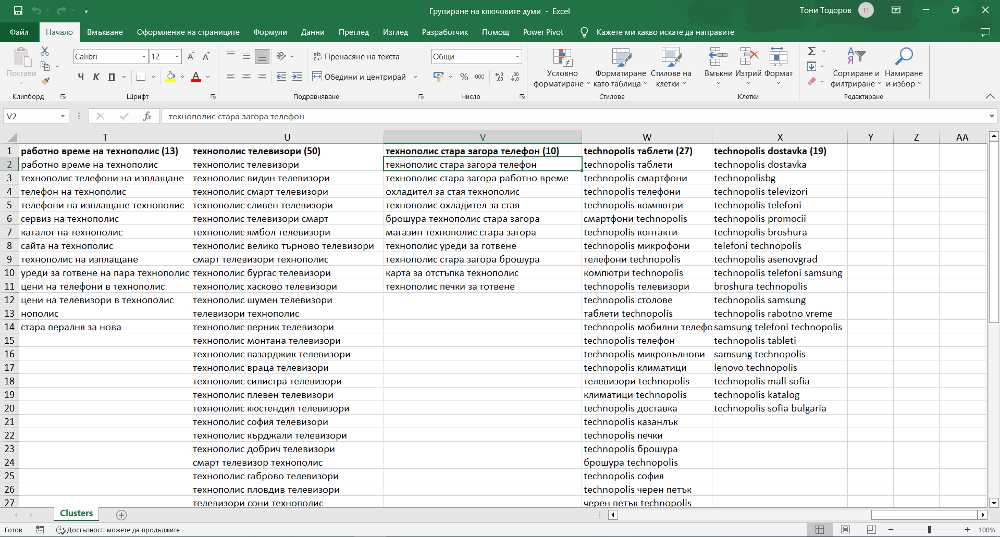 Групиране на ключовите думи - Excel
Тони Тодоров
TT
Файл Начало Вмъкване Оформление на страниците Формули Данни Преглед Изглед Разработчик Помощ Power Pivot Кажете ми какво искате да направите
Постави
Клипборд
Calibri 12
Ч К П
Шрифт
Пренасяне на текста
Обедини и центрирай
Подравняване
Общи
% 000
Число
Условно форматиране
Форматиране като таблица
Стилове на клетки
Стилове
Вмъкни Изтрий Формат
Клетки
Сортиране и филтриране
Намиране и избор
Редактиране
V2 fx технополис стара загора телефон
T U V W X Y Z AA
1 работно време на технополис (13) технополис телевизори (50) технополис стара загора телефон (10) technopolis таблети (27) technopolis dostavka (19)
2 работно време на технополис технополис телевизори технополис стара загора телефон technopolis таблети technopolis dostavka
3 технополис телефони на изплащане технополис видин телевизори технополис стара загора работно време technopolis смартфони technopolisbg
4 телефон на технополис технополис смарт телевизори охладител за стая технополис technopolis телефони technopolis televizori
5 телефони на изплащане технополис технополис сливен телевизори технополис охладител за стая technopolis компютри technopolis telefoni
6 сервиз на технополис технополис телевизори смарт брошура технополис стара загора смартфони technopolis technopolis promocii
7 каталог на технополис технополис ямбол телевизори магазин технополис стара загора technopolis контакти technopolis broshura
8 сайта на технополис технополис велико търново телевизори технополис уреди за готвене technopolis микрофони telefoni technopolis
9 технополис на изплащане смарт телевизори технополис технополис стара загора брошура телефони technopolis technopolis asenovgrad
10 уреди за готвене на пара технополис технополис бургас телевизори карта за отстъпка технополис компютри technopolis technopolis telefoni samsung
11 цени на телефони в технополис технополис хасково телевизори технополис печки за готвене technopolis телевизори broshura technopolis
12 цени на телевизори в технополис технополис шумен телевизори technopolis столове technopolis samsung
13 нополис телевизори технополис таблети technopolis technopolis rabotno vreme
14 стара пералня за нова технополис перник телевизори technopolis мобилни телефо samsung telefoni technopolis
15 технополис монтана телевизори technopolis телефон technopolis tableti
16 технополис пазарджик телевизори technopolis микровълнови samsung technopolis
17 технополис враца телевизори technopolis климатици lenovo technopolis
18 технополис силистра телевизори телевизори technopolis technopolis mall sofia
19 технополис плевен телевизори климатици technopolis technopolis katalog
20 технополис кюстендил телевизори technopolis доставка technopolis sofia bulgaria
21 технополис софия телевизори technopolis казанлък
22 технополис кърджали телевизори technopolis печки
23 технополис добрич телевизори technopolis брошура
24 смарт телевизор технополис брошура technopolis
25 технополис габрово телевизори technopolis софия
26 технополис пловдив телевизори technopolis черен петък
27 телевизори сони технополис черен петък technopolis
Clusters
Готов Достъпност: можете да продължите 100%